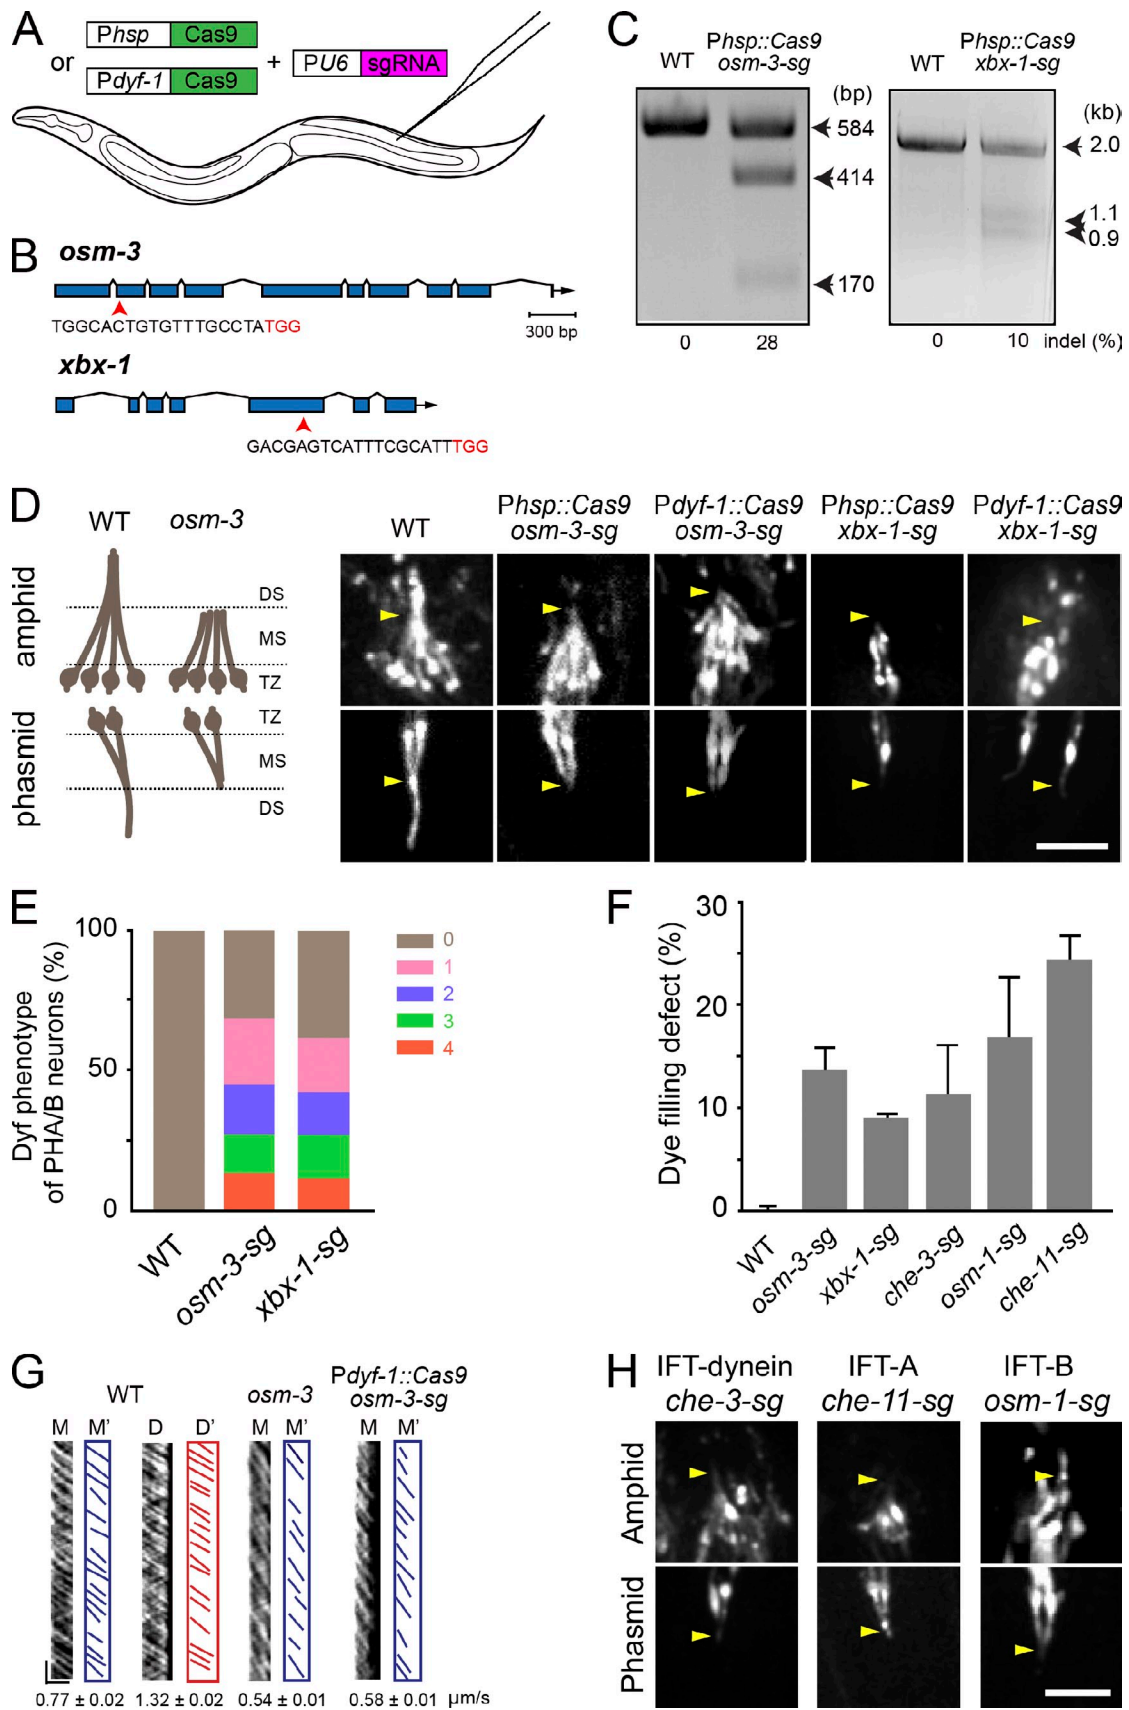 A
Phsp Cas9
or
Pdyf-1 Cas9
+ PU6 sgRNA
B
osm-3
TGGCACTGTGTTTGCCTATGG
300 bp
xbx-1
GACGAGTCATTTCGCATTTGG
C
WT
Phsp::Cas9
osm-3-sg
(bp)
584
414
170
0 28
WT
Phsp::Cas9
xbx-1-sg
(kb)
2.0
1.1
0.9
0 10 indel (%)
D
WT osm-3
amphid
DS
MS
TZ
phasmid
TZ
MS
DS
WT
Phsp::Cas9
osm-3-sg
Pdyf-1::Cas9
osm-3-sg
Phsp::Cas9
xbx-1-sg
Pdyf-1::Cas9
xbx-1-sg
E
Dyf phenotype
of PHA/B neurons (%)
100
50
0
WT
osm-3-sg
xbx-1-sg
0
1
2
3
4
F
Dye filling defect (%)
30
20
10
0
WT
osm-3-sg
xbx-1-sg
che-3-sg
osm-1-sg
che-11-sg
G
WT
osm-3
Pdyf-1::Cas9
osm-3-sg
M M' D D' M M' M M'
0.77 ± 0.02 1.32 ± 0.02 0.54 ± 0.01 0.58 ± 0.01 µm/s
H
IFT-dynein
che-3-sg
IFT-A
che-11-sg
IFT-B
osm-1-sg
Amphid
Phasmid